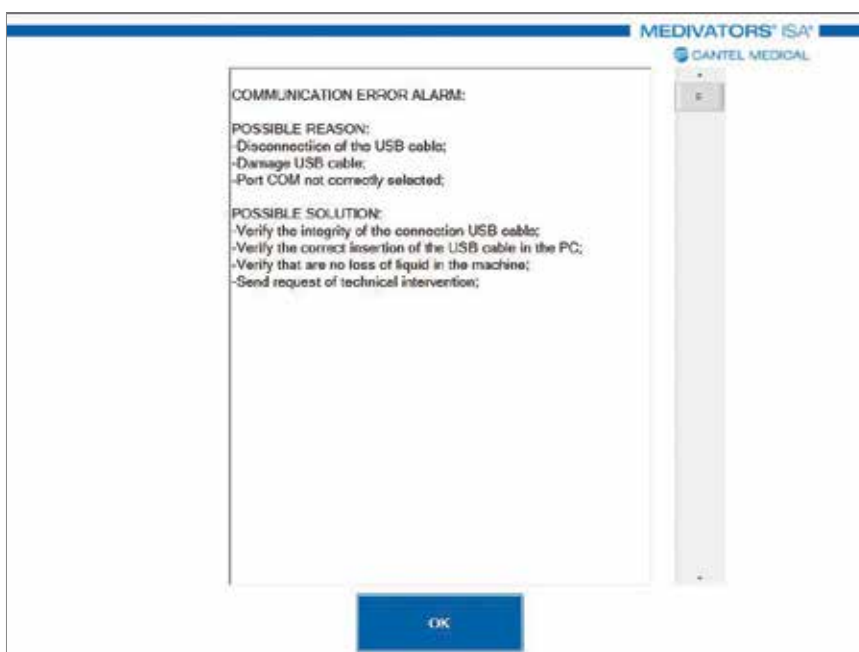 MEDIVATORS® ISA®
CANTEL MEDICAL
COMMUNICATION ERROR ALARM:
POSSIBLE REASON:
-Disconnectiion of the USB cable;
-Damage USB cable;
-Port COM not correctly selected;
POSSIBLE SOLUTION:
-Verify the integrity of the connection USB cable;
-Verify the correct insertion of the USB cable in the PC;
-Verify that are no loss of liquid in the machine;
-Send request of technical intervention;
OK